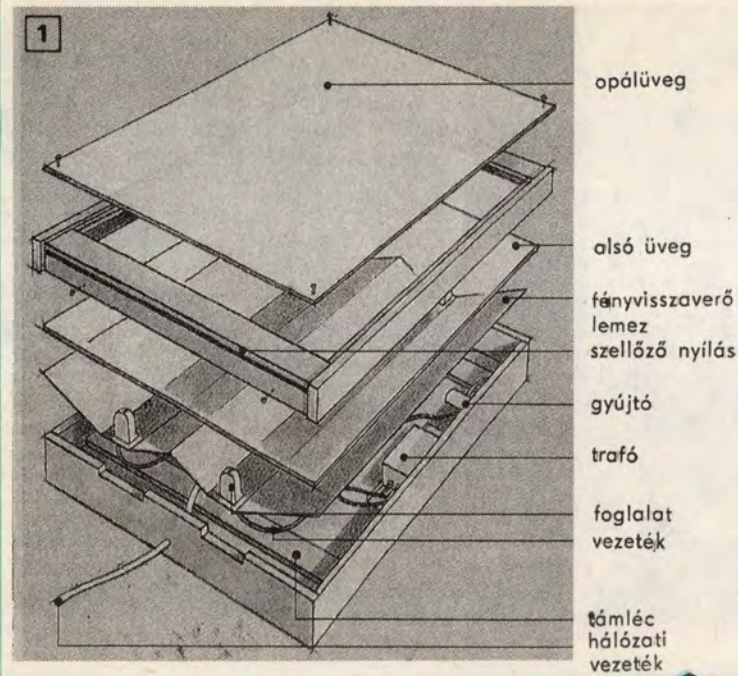 1
opálüveg
alsó üveg
fényvisszaverő
lemez
szellőző nyílás
gyújtó
trafó
foglalat
vezeték
támléc
hálózati
vezeték